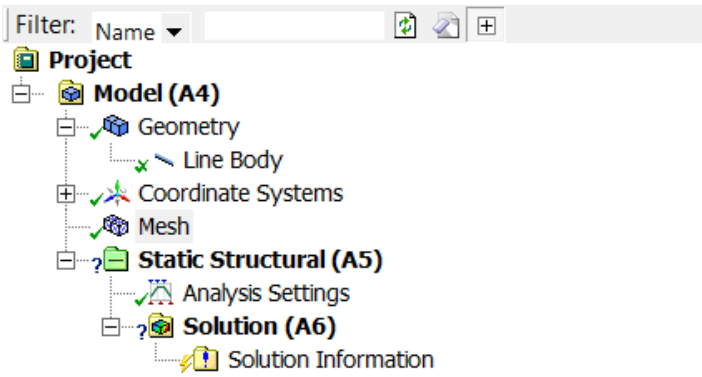 Filter: Name
Project
Model (A4)
Geometry
Line Body
Coordinate Systems
Mesh
Static Structural (A5)
Analysis Settings
Solution (A6)
Solution Information